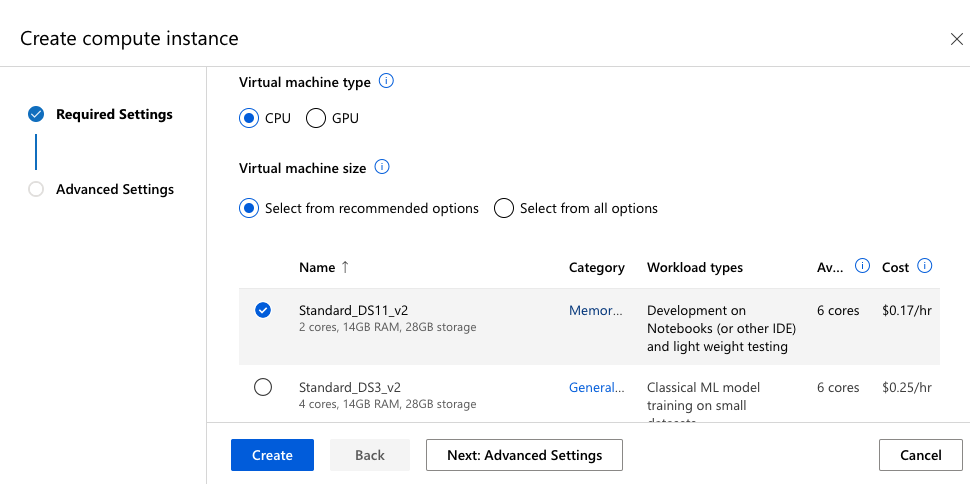 Create compute instance
Required Settings
Advanced Settings
Virtual machine type
CPU GPU
Virtual machine size
Select from recommended options Select from all options
Name ↑ Category Workload types Av... Cost
Standard_DS11_v2 Memor... Development on 6 cores $0.17/hr
2 cores, 14GB RAM, 28GB storage Notebooks (or other IDE)
and light weight testing
Standard_DS3_v2 General... Classical ML model 6 cores $0.25/hr
4 cores, 14GB RAM, 28GB storage training on small
Create Back Next: Advanced Settings Cancel